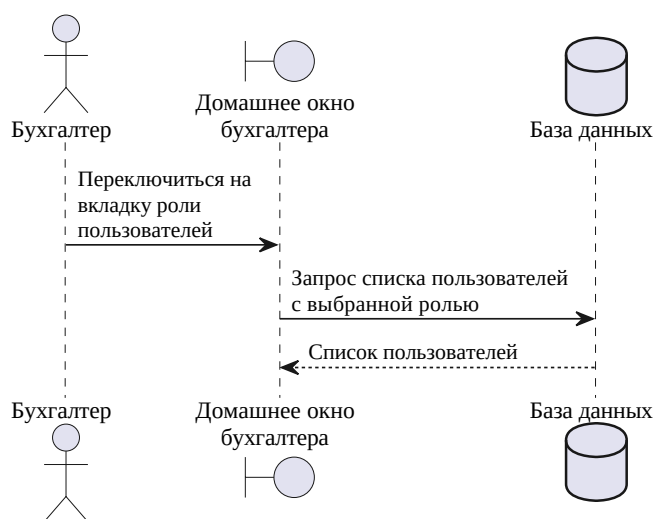 Бухгалтер
Домашнее окно
бухгалтера
База данных
Переключиться на
вкладку роли
пользователей
Запрос списка пользователей
с выбранной ролью
Список пользователей
Бухгалтер
Домашнее окно
бухгалтера
База данных